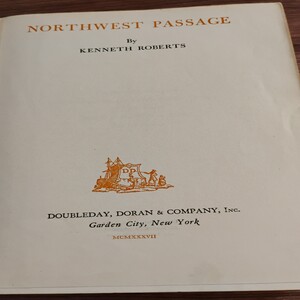 NORTHWEST PASSAGE
By
KENNETH ROBERTS
DOUBLEDAY, DORAN & COMPANY, INC.
Garden City, New York
MCMXXXVII